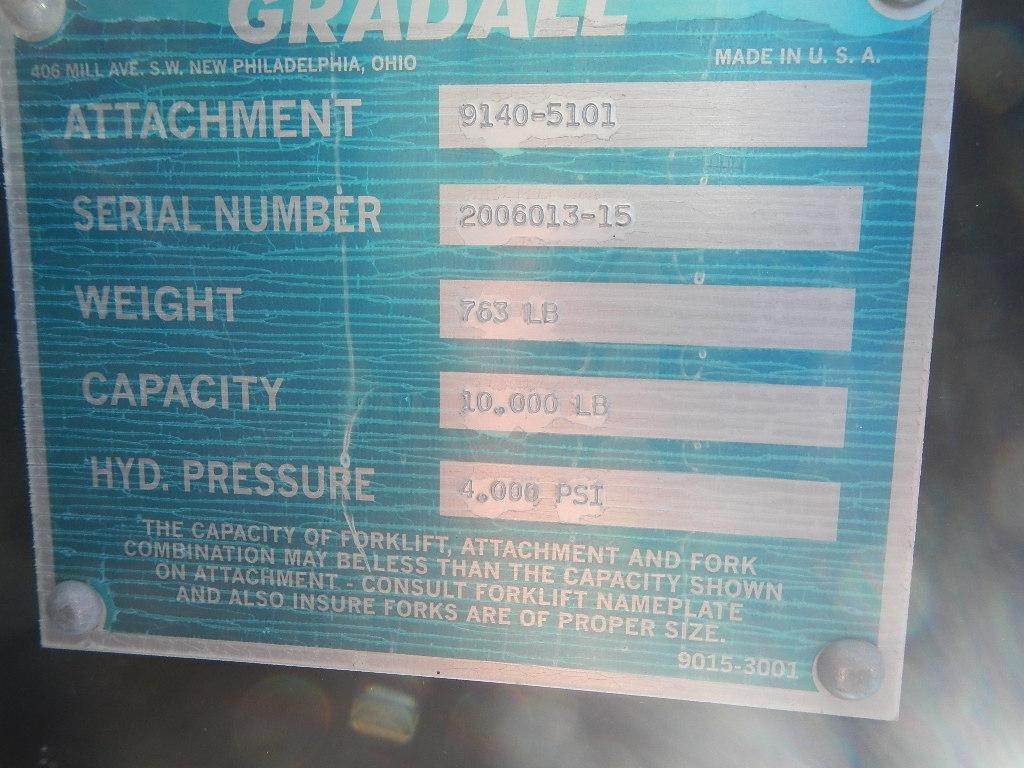 GRADALL
406 MILL AVE. S.W. NEW PHILADELPHIA, OHIO
MADE IN U. S. A.
ATTACHMENT 9140-5101
SERIAL NUMBER 2006013-15
WEIGHT 763 LB
CAPACITY 10.000 LB
HYD. PRESSURE 4.000 PSI
THE CAPACITY OF FORKLIFT, ATTACHMENT AND FORK
COMBINATION MAY BE LESS THAN THE CAPACITY SHOWN
ON ATTACHMENT - CONSULT FORKLIFT NAMEPLATE
AND ALSO INSURE FORKS ARE OF PROPER SIZE.
9015-3001